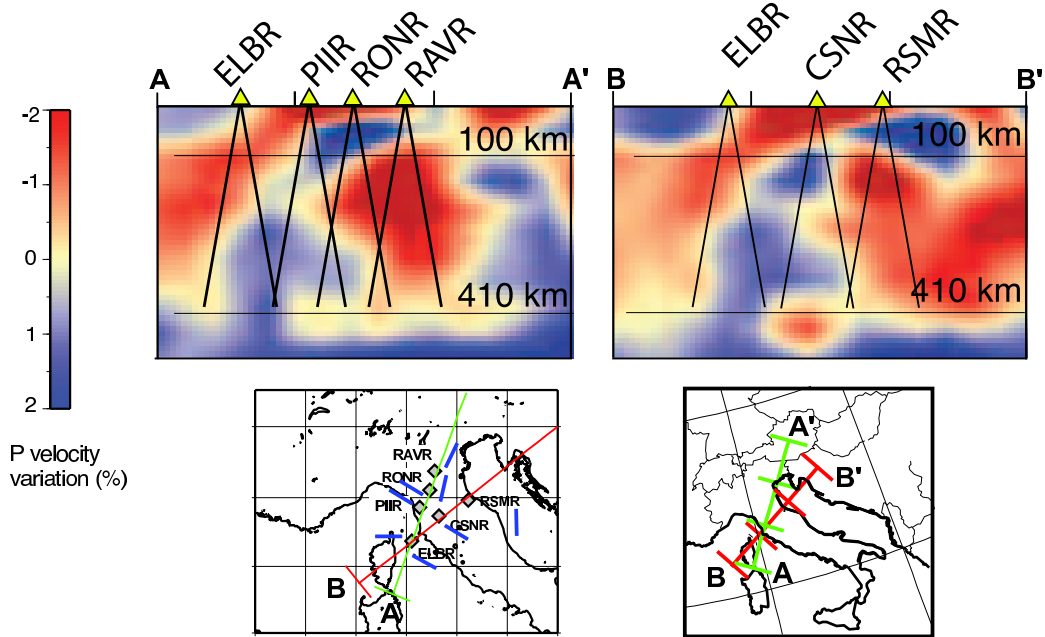 ELBR
PIIR
RONR
RAVR
A
A'
100 km
410 km
ELBR
CSNR
RSMR
B
B'
100 km
410 km
-2
-1
0
1
2
P velocity
variation (%)
RAVR
RONR
PIIR
RSMR
CSNR
ELBR
B
A
A'
B'
B
A